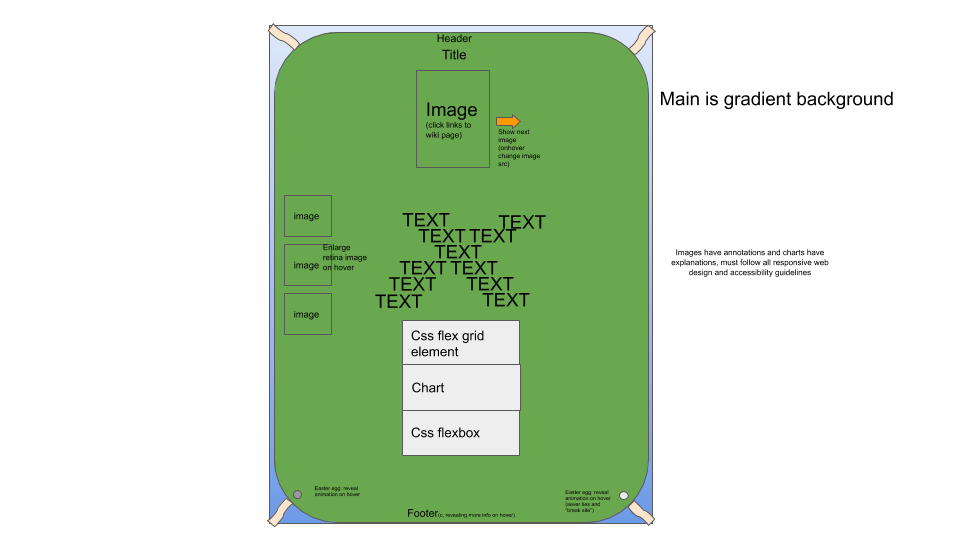 Header
Title
Main is gradient background
Image
(click links to
wiki page)
Show next
image
(onhover
change image
src)
image
TEXT TEXT
TEXT TEXT
TEXT
TEXT TEXT
TEXT TEXT
TEXT TEXT
image
Enlarge
retina image
on hover
Images have annotations and charts have
explanations, must follow all responsive web
design and accessibility guidelines
image
Css flex grid
element
Chart
Css flexbox
Easter egg: reveal
animation on hover
Easter egg: reveal
animation on hover
(sever ties and
"break site")
Footer(c, revealing more info on hover)